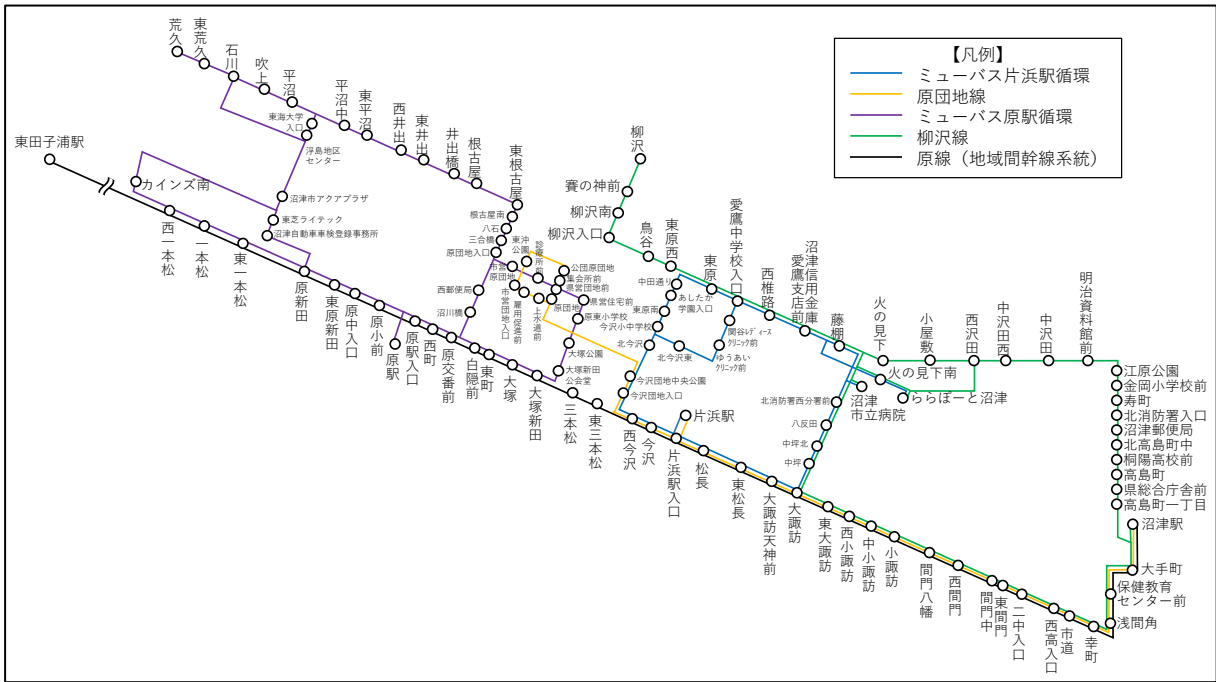 【凡例】
ミューバス片浜駅循環
原団地線
ミューバス原駅循環
柳沢線
原線（地域間幹線系統）
荒久
東荒久
石川
吹上
平沼
東海大学
入口
浮島地区
センター
平沼中
東平沼
西井出
東井出
井出橋
根古屋
東根古屋
根古屋南
八石
三合橋
原団地入口
東田子浦駅
カインズ南
沼津市アクアプラザ
東芝ライテック
沼津自動車車検登録事務所
西一本松
一本松
東一本松
原新田
東原新田
原中入口
原小前
原駅
原駅入口
西町
原交番前
白隠前
東町
大塚
大塚新田
三本松
東三本松
西郵便局
沼川橋
東沖
公園
診療所前
公団原団地
集会所前
県営団地前
市営
原団地
市営団地入口
雇用促進前
上水道前
原団地
県営住宅前
原東小学校
大塚公園
大塚新田
公会堂
柳沢
賽の神前
柳沢南
柳沢入口
鳥谷
東原西
東原
愛鷹中学校入口
西椎路
沼津信用金庫
愛鷹支店前
藤棚
中田通り
あしたか
学園入口
東原南
今沢小中学校
北今沢
北今沢東
関谷レディース
クリニック前
ゆうあい
クリニック前
今沢団地中央公園
今沢団地入口
片浜駅
火の見下
小屋敷
西沢田
中沢田西
中沢田
明治資料館前
火の見下南
ららぽーと沼津
沼津
市立病院
北消防署西分署前
八反田
中坪北
中坪
江原公園
金岡小学校前
寿町
北消防署入口
沼津郵便局
北高島町中
桐陽高校前
高島町
県総合庁舎前
高島町一丁目
沼津駅
大手町
保健教育
センター前
浅間角
西今沢
今沢
片浜駅入口
松長
東松長
大諏訪天神前
大諏訪
東大諏訪
西小諏訪
中小諏訪
小諏訪
間門八幡
西間門
間門中
東間門
二中入口
西高入口
市道
幸町